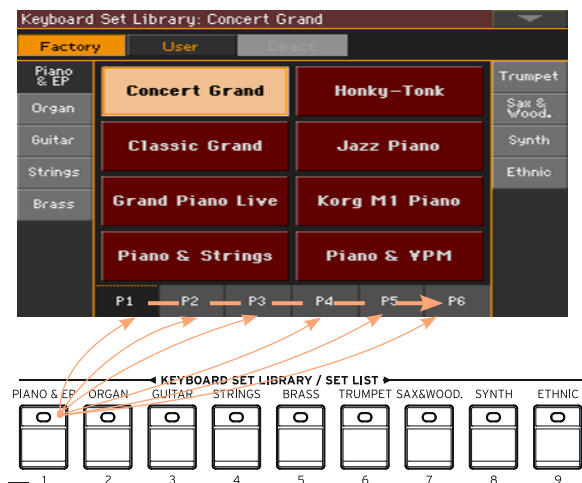 Keyboard Set Library: Concert Grand
Factory User Direct
Piano & EP
Organ
Guitar
Strings
Brass
Concert Grand Honky-Tonk
Classic Grand Jazz Piano
Grand Piano Live Korg M1 Piano
Piano & Strings Piano & YPM
Trumpet
Sax & Wood.
Synth
Ethnic
P1 P2 P3 P4 P5 P6
KEYBOARD SET LIBRARY / SET LIST
PIANO & EP ORGAN GUITAR STRINGS BRASS TRUMPET SAX&WOOD. SYNTH ETHNIC
1 2 3 4 5 6 7 8 9